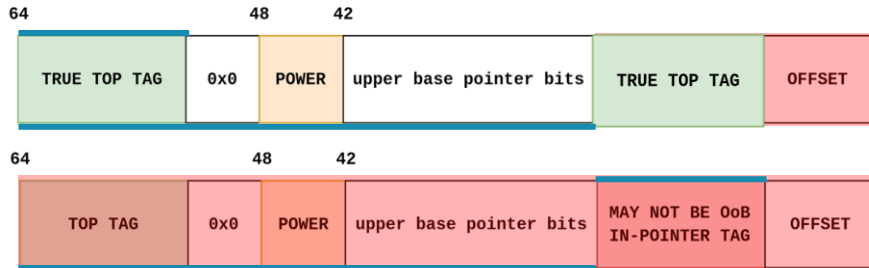 64 48 42
TRUE TOP TAG 0x0 POWER upper base pointer bits TRUE TOP TAG OFFSET
64 48 42
TOP TAG 0x0 POWER upper base pointer bits MAY NOT BE OoB OFFSET
IN-POINTER TAG